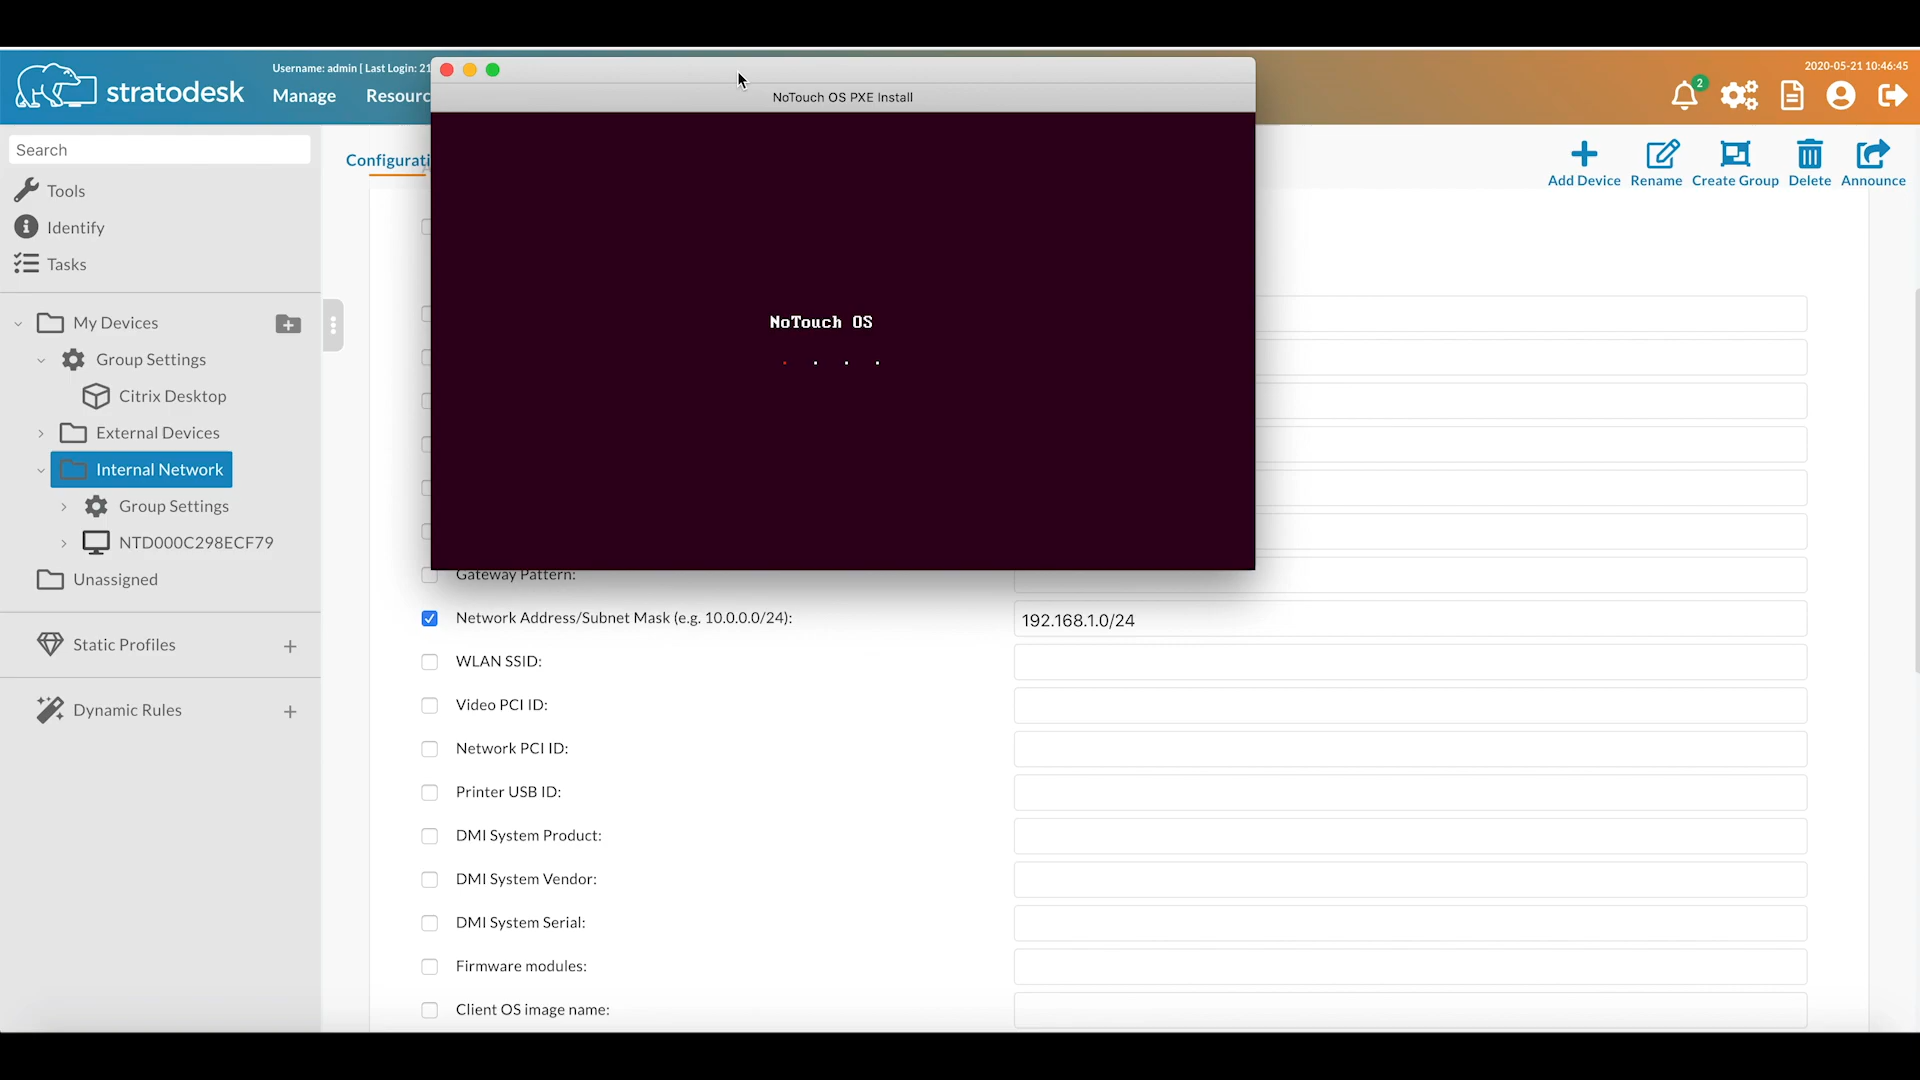 stratodesk
Username: admin | Last Login: 21
Manage
Resourc
2020-05-21 10:46:45
2
NoTouch OS PXE Install
Search
Tools
Identify
Tasks
My Devices
Group Settings
Citrix Desktop
External Devices
Internal Network
Group Settings
NTD000C298ECF79
Unassigned
Static Profiles
Dynamic Rules
Configurati
Add Device
Rename
Create Group
Delete
Announce
NoTouch OS
. . . .
Gateway Pattern:
Network Address/Subnet Mask (e.g. 10.0.0.0/24):
192.168.1.0/24
WLAN SSID:
Video PCI ID:
Network PCI ID:
Printer USB ID:
DMI System Product:
DMI System Vendor:
DMI System Serial:
Firmware modules:
Client OS image name: